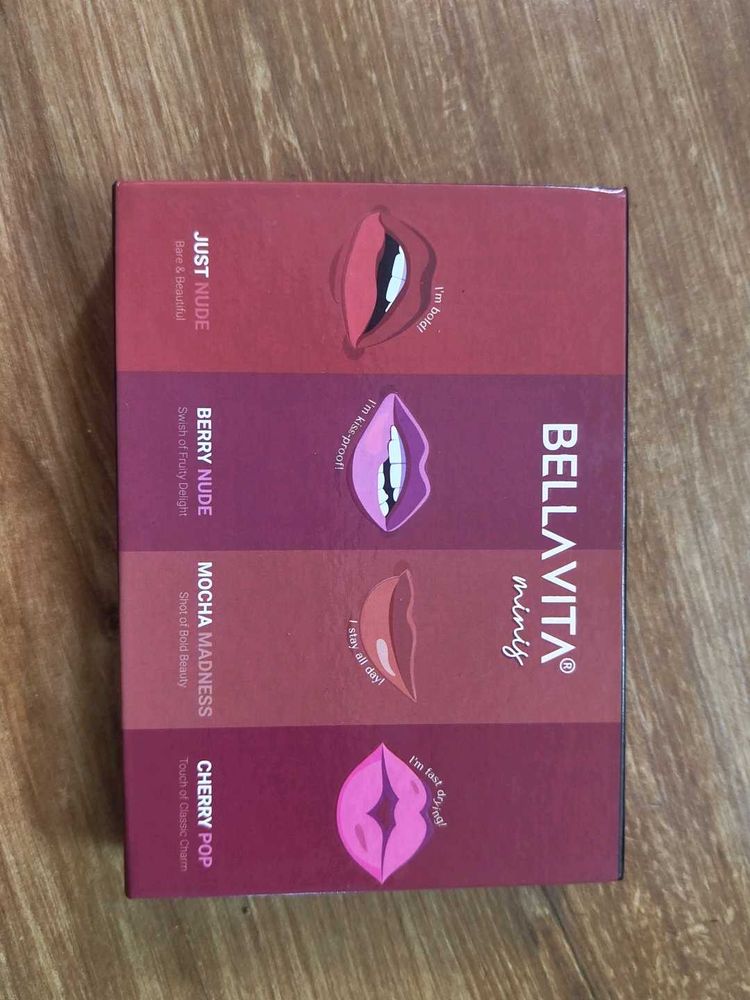 BELLAVITA®
minis
I'm bold!
I'm kiss-proof!
I stay all day!
I'm fast drying!
JUST NUDE
Bare & Beautiful
BERRY NUDE
Swish of Fruity Delight
MOCHA MADNESS
Shot of Bold Beauty
CHERRY POP
Touch of Classic Charm